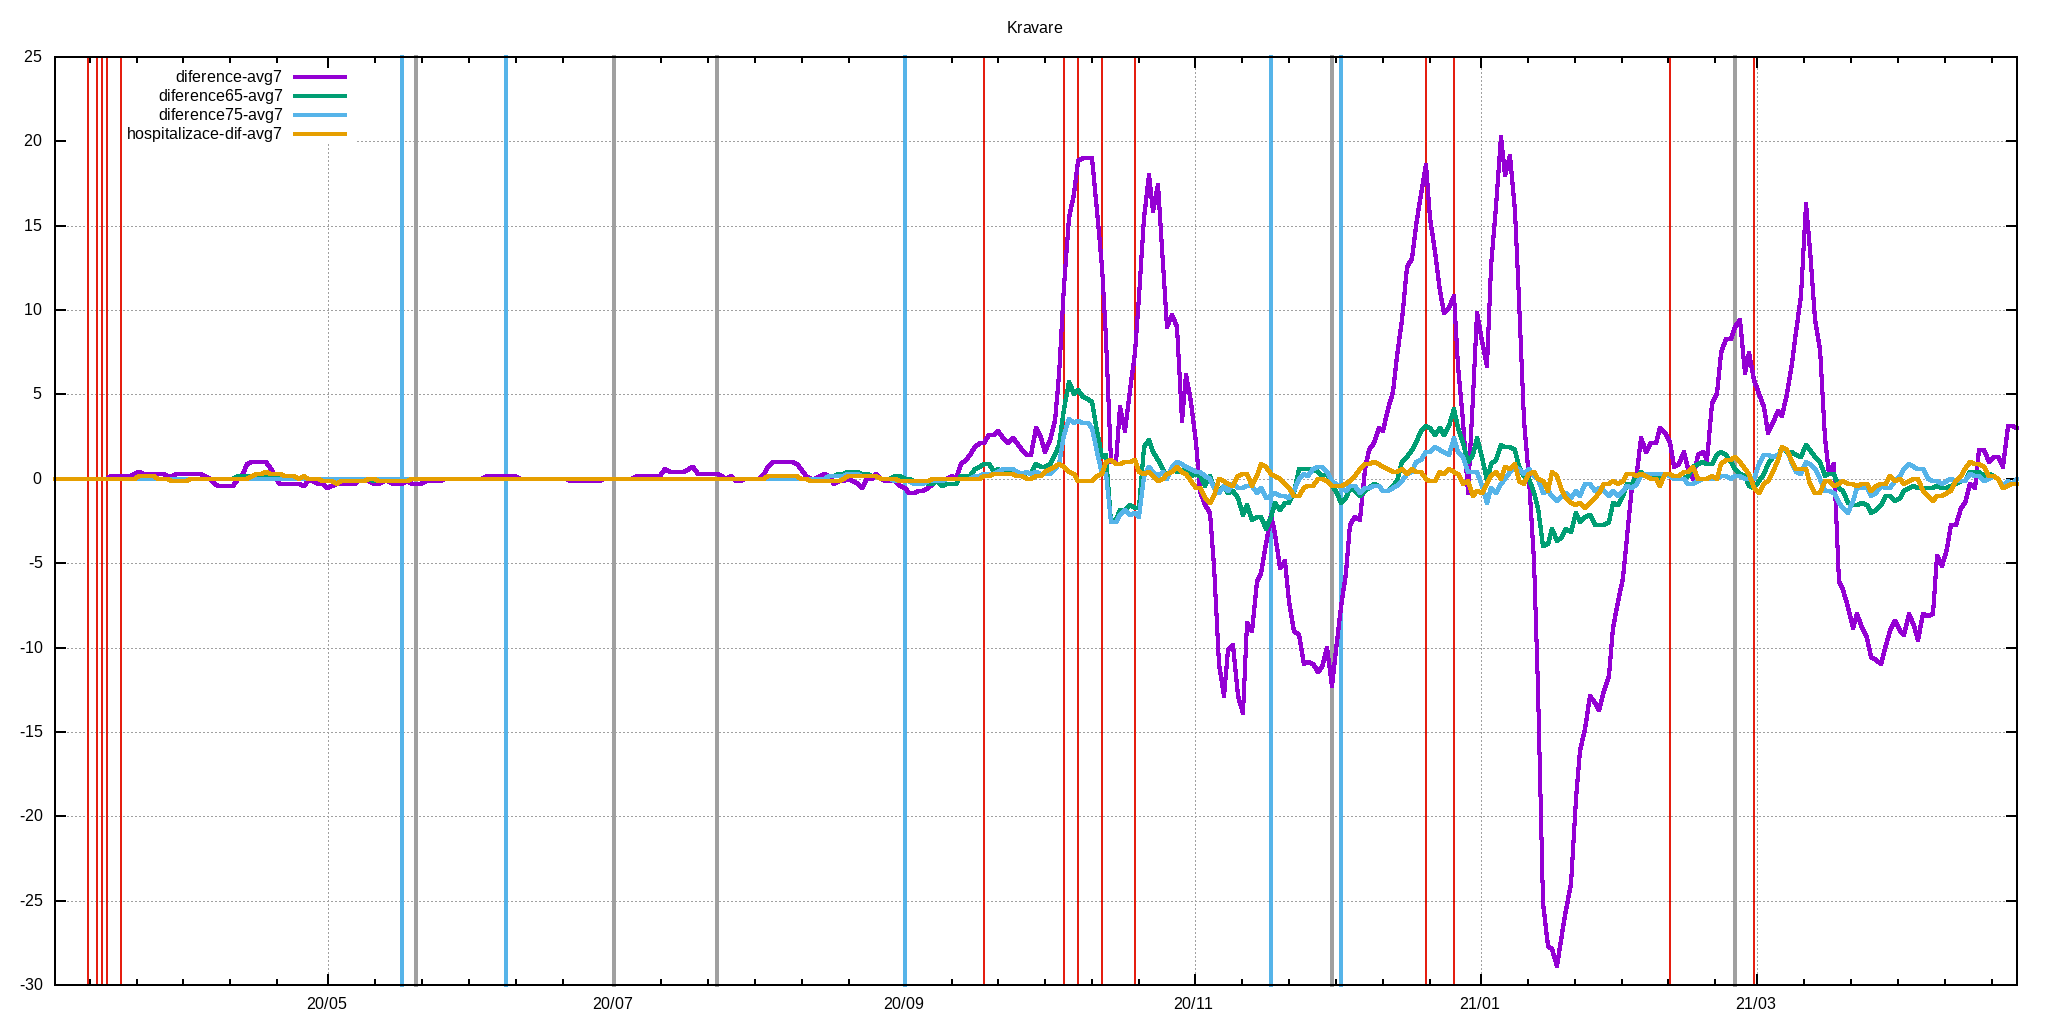 Kravare
25
20
15
10
5
0
-5
-10
-15
-20
-25
-30
diference-avg7
diference65-avg7
diference75-avg7
hospitalizace-dif-avg7
20/05 20/07 20/09 20/11 21/01 21/03